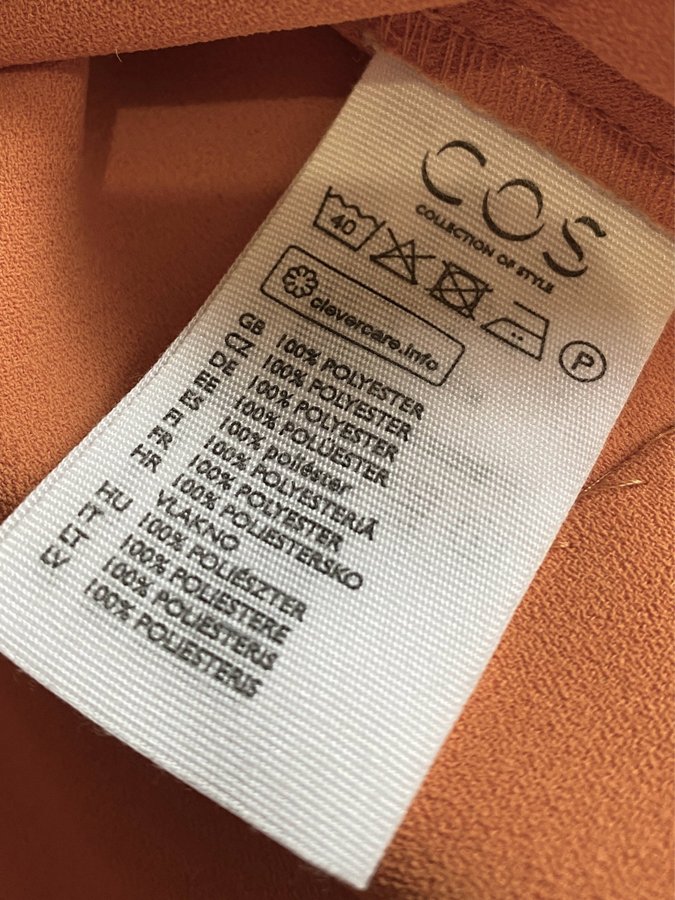 COS
COLLECTION OF STYLE
40
P
clevercare.info
GB 100% POLYESTER
CZ 100% POLYESTER
DE 100% POLYESTER
EE 100% POLÜESTER
ES 100% poliéster
FI 100% POLYESTERIÄ
FR 100% POLYESTER
HR 100% POLIESTERSKO
VLAKNO
HU 100% POLIÉSZTER
IT 100% POLIESTERE
LT 100% POLIESTERIS
LV 100% POLIESTERIS